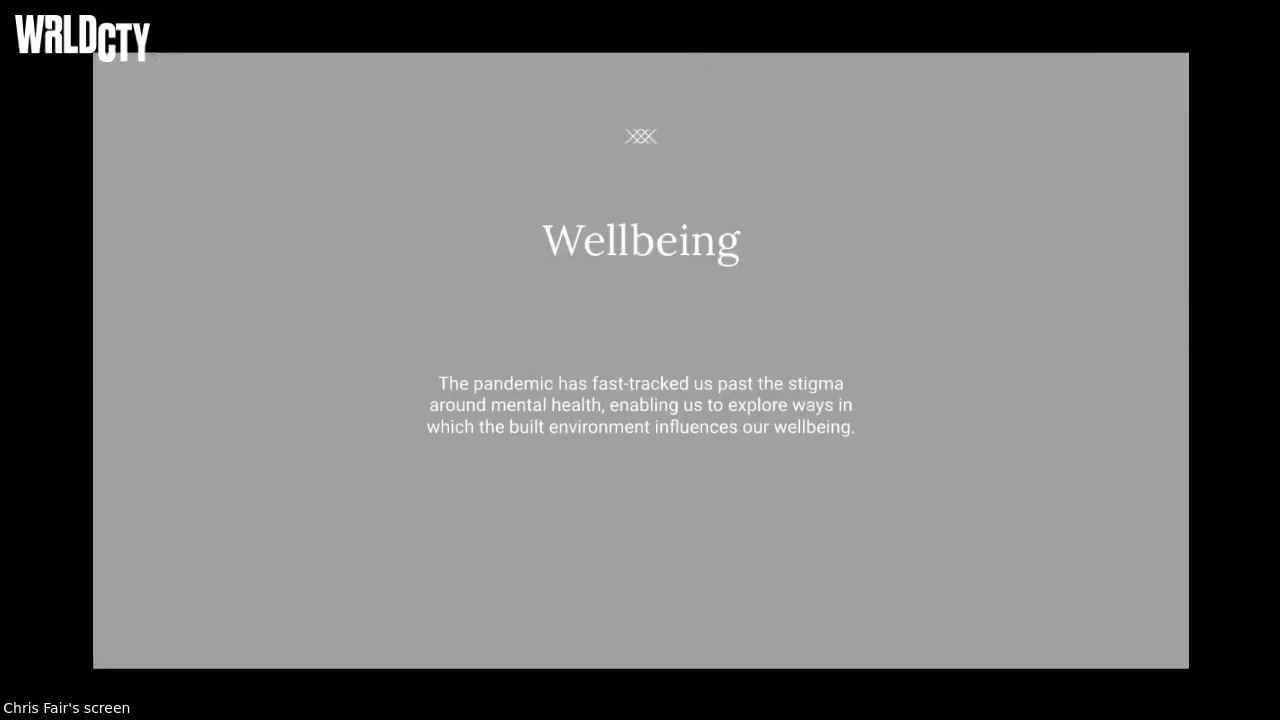 WRLDCTY
Wellbeing
The pandemic has fast-tracked us past the stigma
around mental health, enabling us to explore ways in
which the built environment influences our wellbeing.
Chris Fair's screen